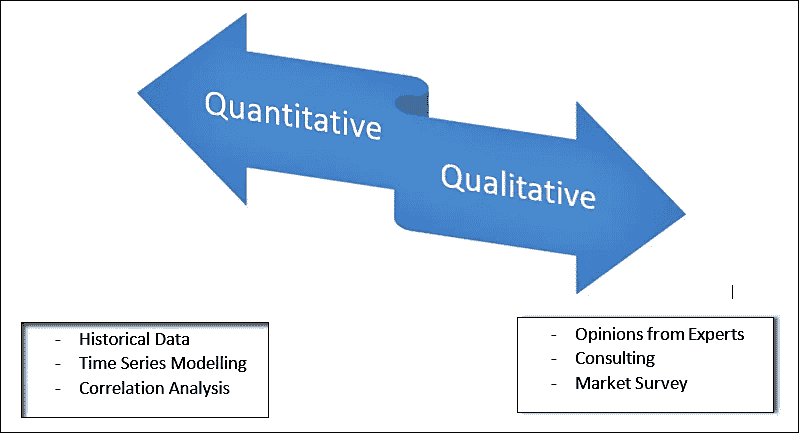 Quantitative
Qualitative
- Historical Data
- Time Series Modelling
- Correlation Analysis
- Opinions from Experts
- Consulting
- Market Survey